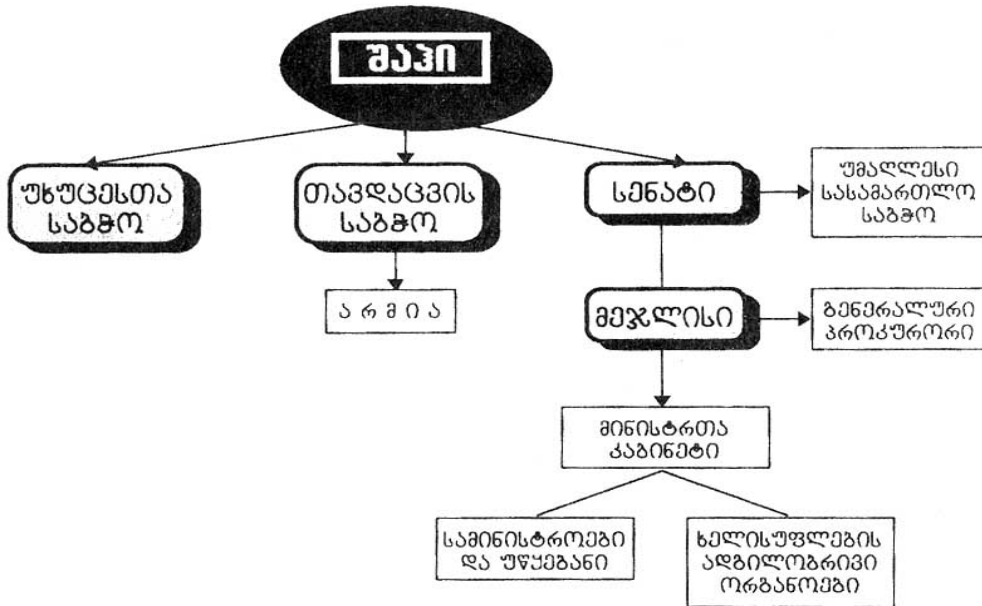 შაჰი
უხუცესთა
საბჭო
თავდაცვის
საბჭო
სენატი
უმაღლესი
სასამართლო
საბჭო
არმია
მეჯლისი
გენერალური
პროკურორი
მინისტრთა
კაბინეტი
სამინისტროები
და უწყებანი
ხელისუფლების
ადგილობრივი
ორგანოები